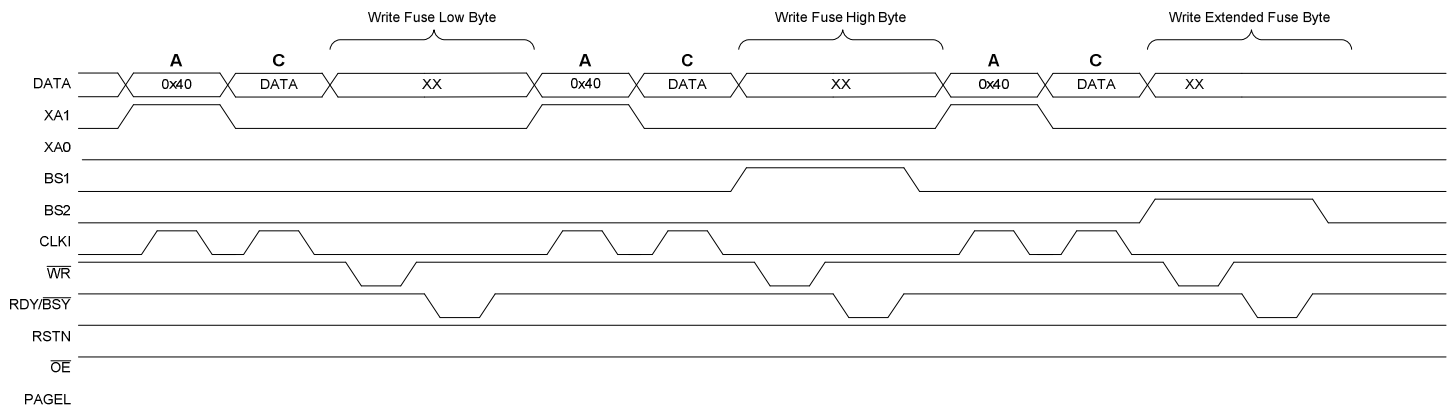 Write Fuse Low Byte Write Fuse High Byte Write Extended Fuse Byte
A C A C A C
DATA 0x40 DATA XX 0x40 DATA XX 0x40 DATA XX
XA1
XA0
BS1
BS2
CLKI
WR
RDY/BSY
RSTN
OE
PAGEL